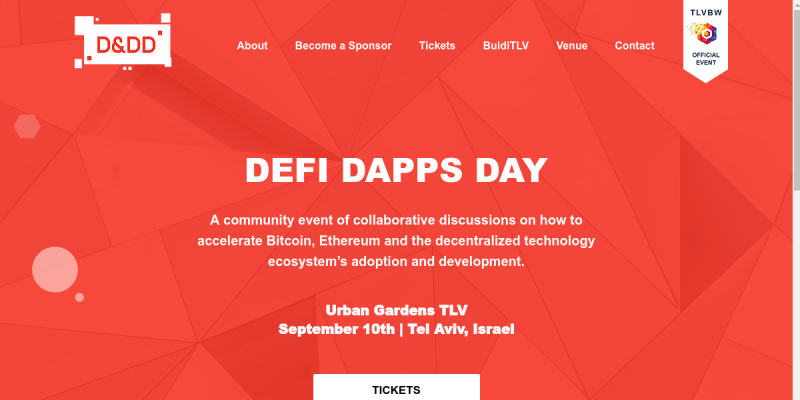 D&DD
About
Become a Sponsor
Tickets
BuidlTLV
Venue
Contact
TLVBW
OFFICIAL
EVENT
DEFI DAPPS DAY
A community event of collaborative discussions on how to
accelerate Bitcoin, Ethereum and the decentralized technology
ecosystem’s adoption and development.
Urban Gardens TLV
September 10th | Tel Aviv, Israel
TICKETS